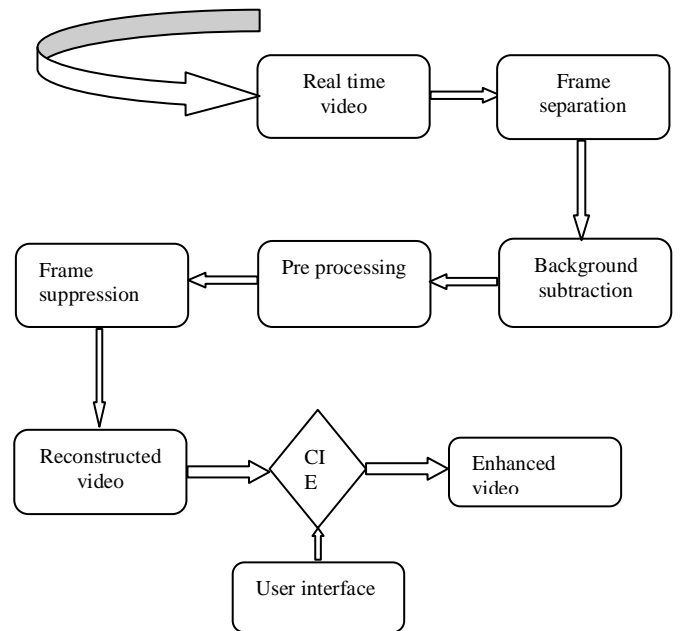 Real time
video
Frame
separation
Background
subtraction
Pre processing
Frame
suppression
Reconstructed
video
CI
E
Enhanced
video
User interface